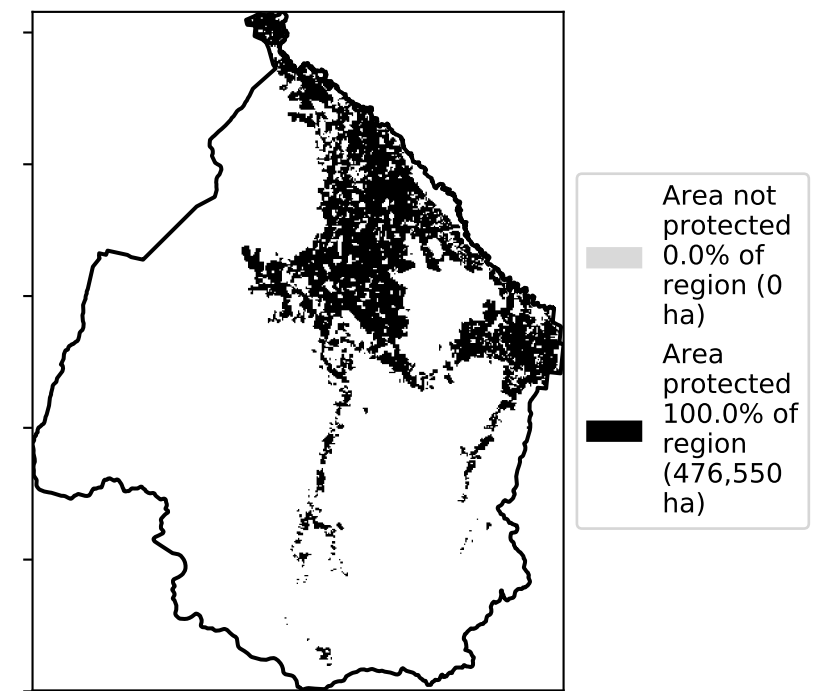 Area not
protected
0.0% of
region (0
ha)
Area
protected
100.0% of
region
(476,550
ha)